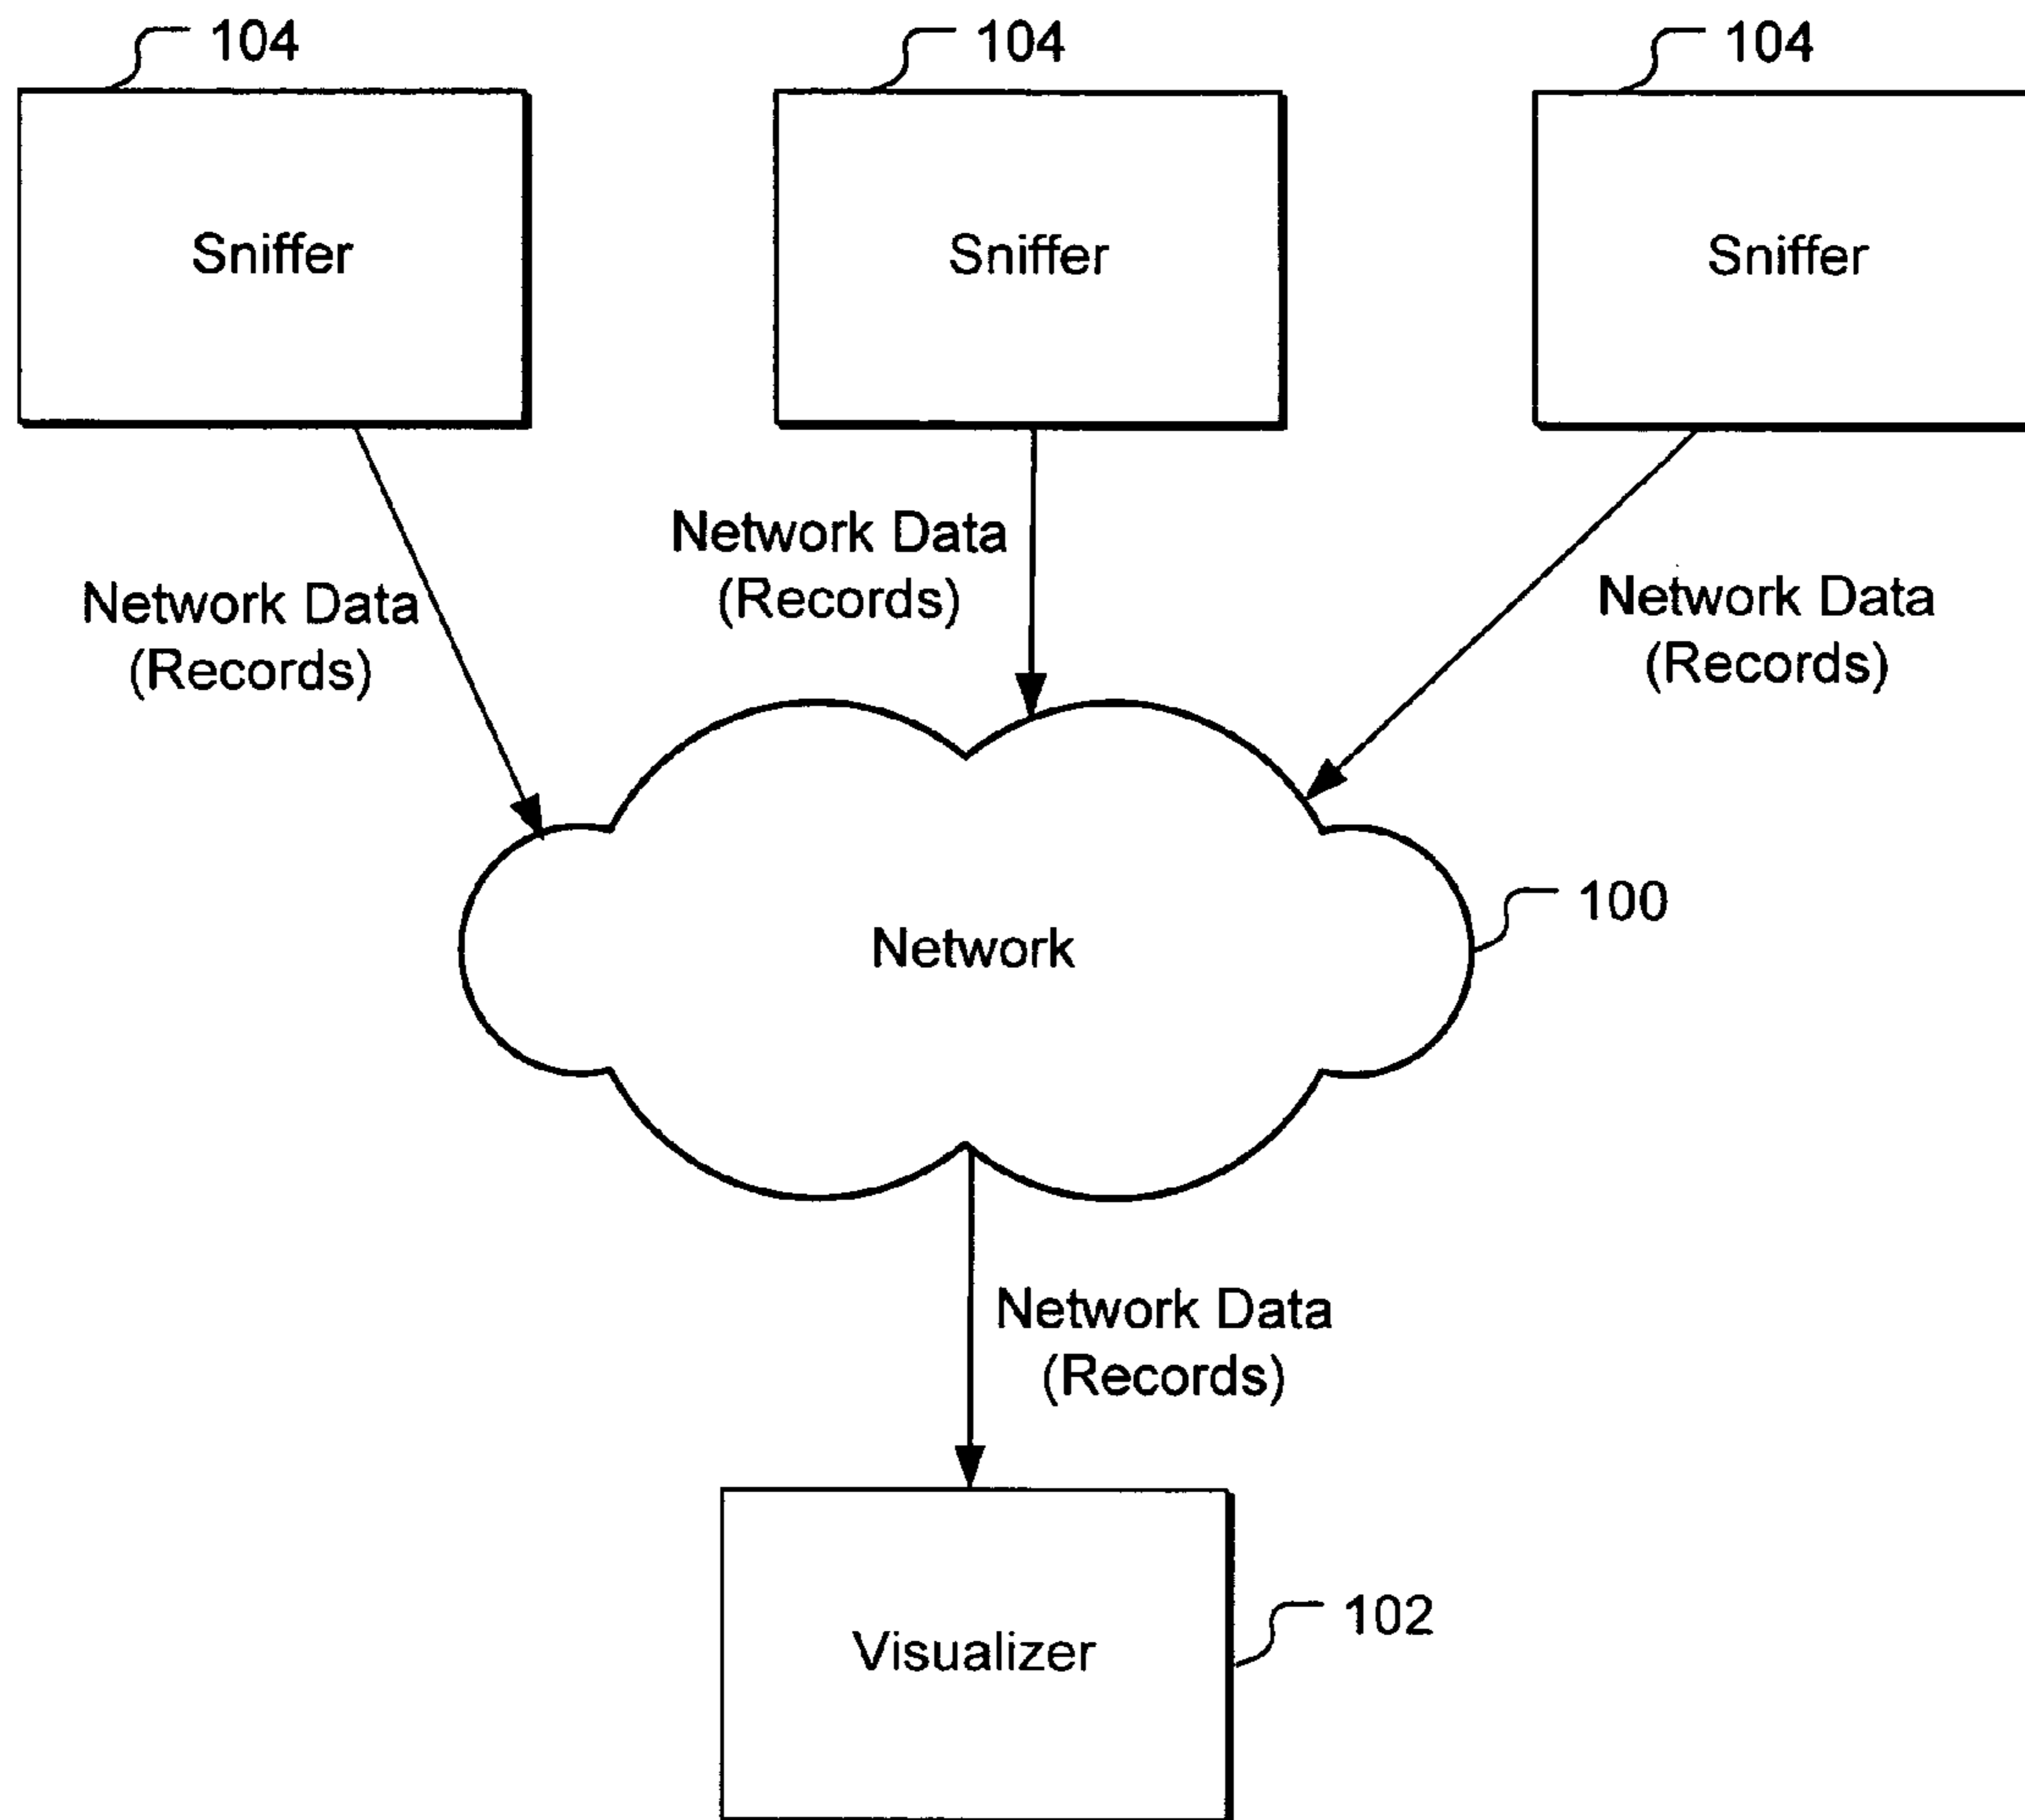 104
104
104
Sniffer
Sniffer
Sniffer
Network Data
(Records)
Network Data
(Records)
Network Data
(Records)
Network
100
Network Data
(Records)
Visualizer
102